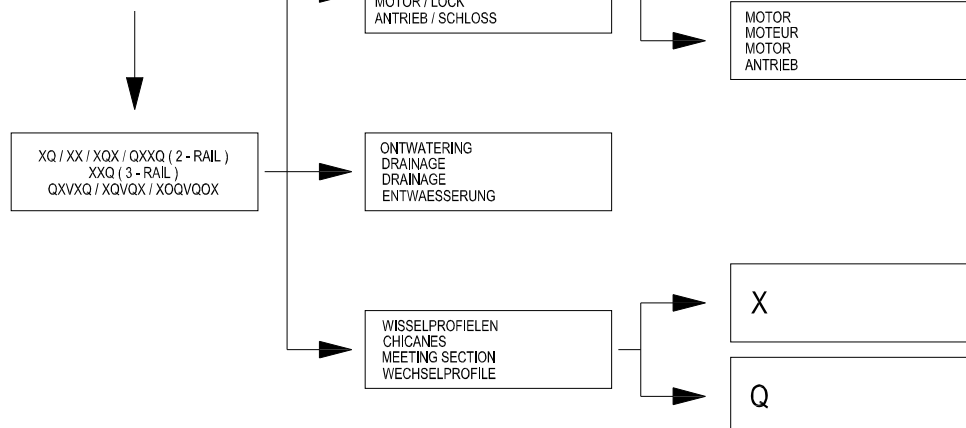 MOTOR / LOCK
ANTRIEB / SCHLOSS
MOTOR
MOTEUR
MOTOR
ANTRIEB
XQ / XX / XQX / QXXQ ( 2 - RAIL )
XXQ ( 3 - RAIL )
QXVXQ / XQVQX / XOQVQOX
ONTWATERING
DRAINAGE
DRAINAGE
ENTWAESSERUNG
WISSELPROFIELEN
CHICANES
MEETING SECTION
WECHSELPROFILE
X
Q